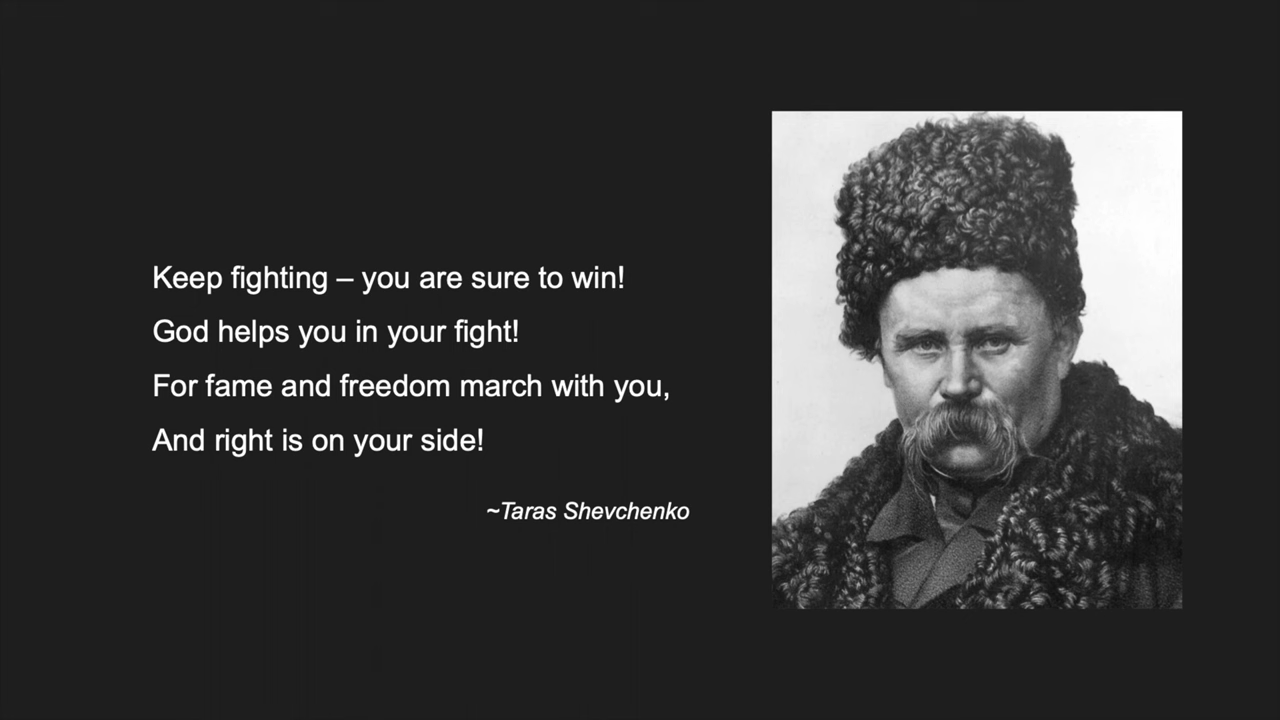 Keep fighting – you are sure to win!
God helps you in your fight!
For fame and freedom march with you,
And right is on your side!
~Taras Shevchenko